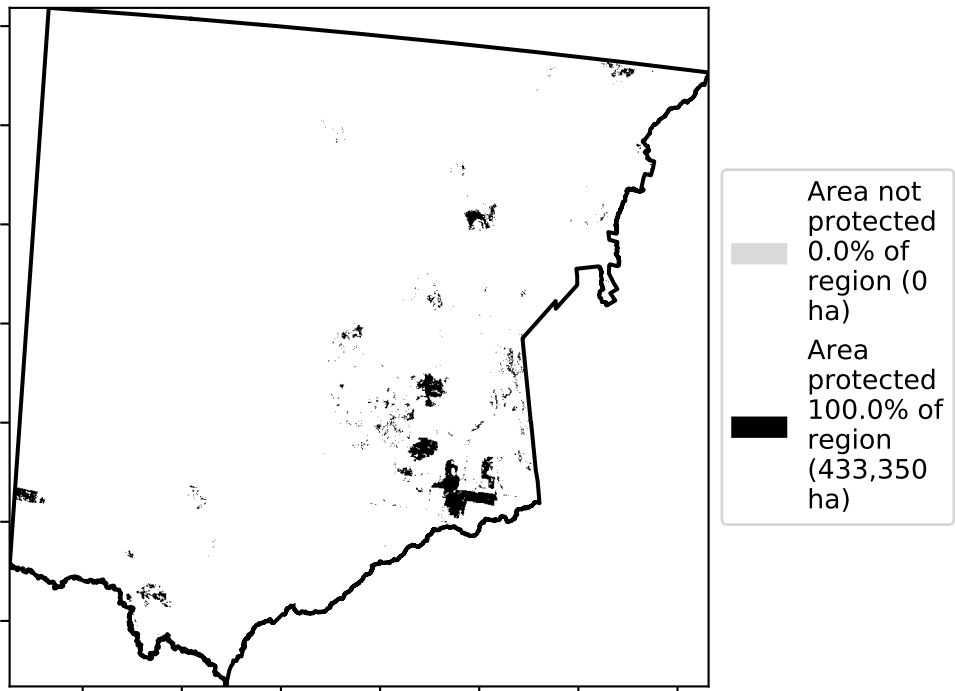 Area not
protected
0.0% of
region (0
ha)
Area
protected
100.0% of
region
(433,350
ha)